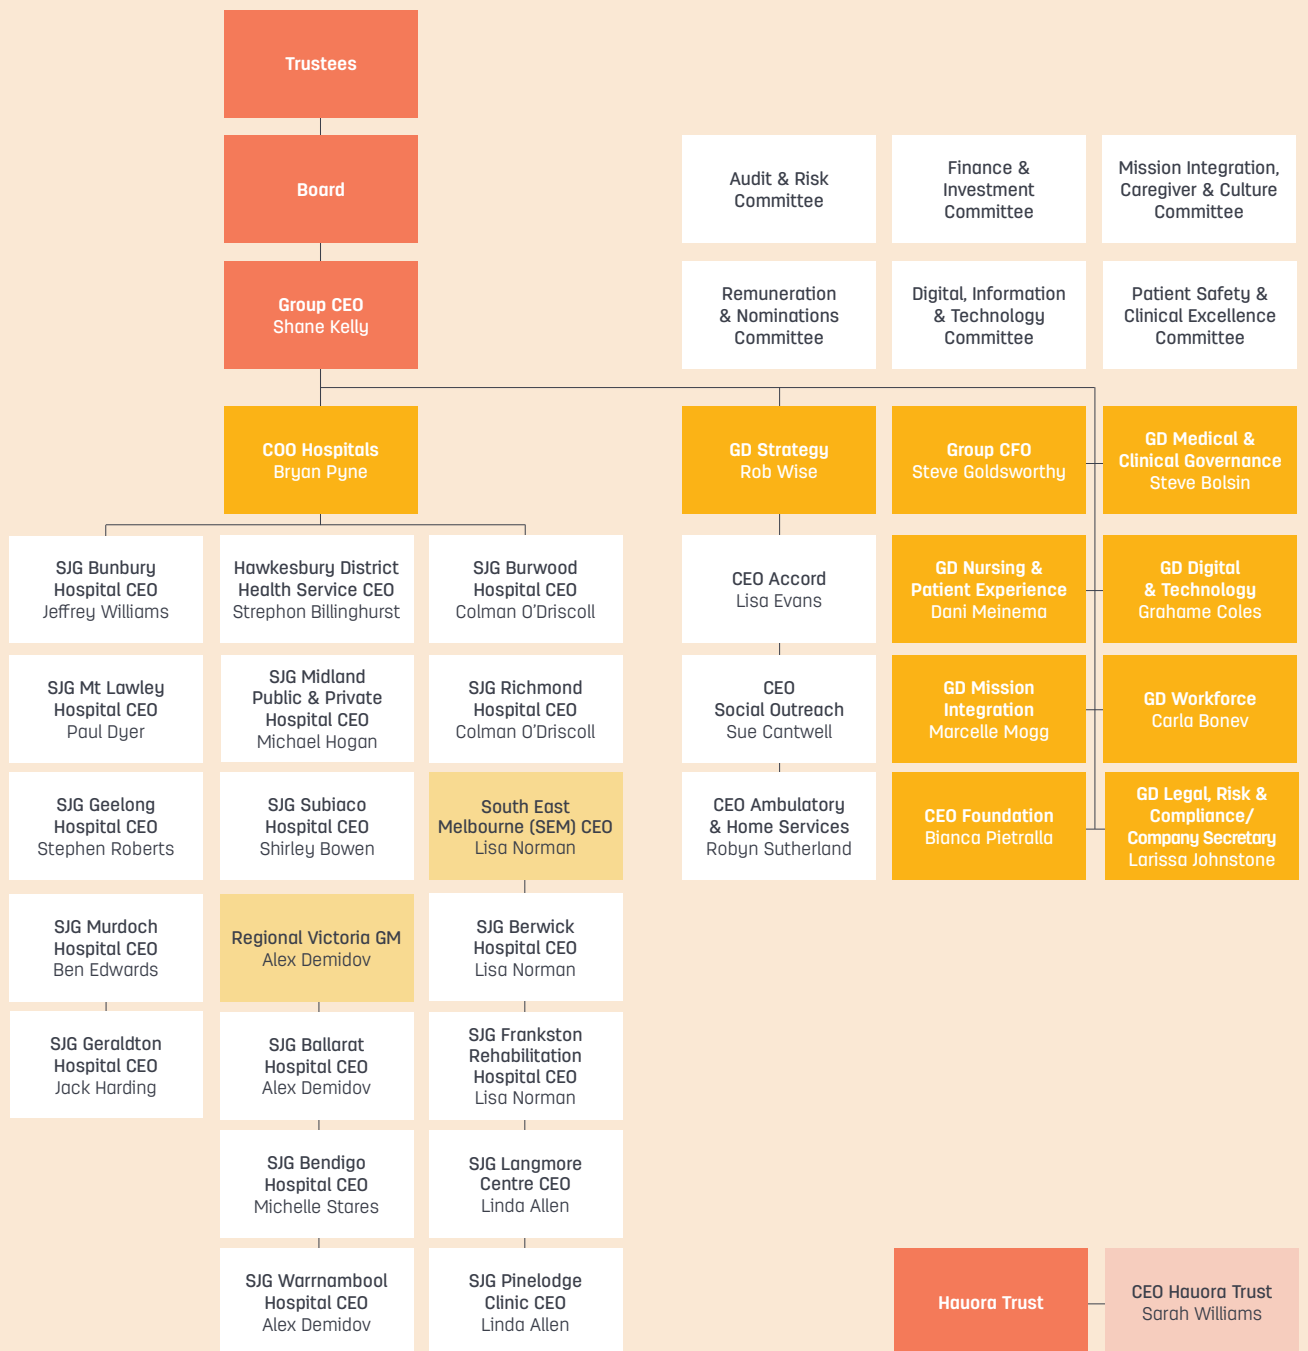 Trustees
Board
Audit & Risk
Committee
Finance &
Investment
Committee
Mission Integration,
Caregiver & Culture
Committee
Group CEO
Shane Kelly
Remuneration
& Nominations
Committee
Digital, Information
& Technology
Committee
Patient Safety &
Clinical Excellence
Committee
COO Hospitals
Bryan Pyne
GD Strategy
Rob Wise
Group CFO
Steve Goldsworthy
GD Medical &
Clinical Governance
Steve Bolsin
SJG Bunbury
Hospital CEO
Jeffrey Williams
Hawkesbury District
Health Service CEO
Strephon Billinghurst
SJG Burwood
Hospital CEO
Colman O'Driscoll
CEO Accord
Lisa Evans
GD Nursing &
Patient Experience
Dani Meinema
GD Digital
& Technology
Grahame Coles
SJG Mt Lawley
Hospital CEO
Paul Dyer
SJG Midland
Public & Private
Hospital CEO
Michael Hogan
SJG Richmond
Hospital CEO
Colman O'Driscoll
CEO
Social Outreach
Sue Cantwell
GD Mission
Integration
Marcelle Mogg
GD Workforce
Carla Bonev
SJG Geelong
Hospital CEO
Stephen Roberts
SJG Subiaco
Hospital CEO
Shirley Bowen
South East
Melbourne (SEM) CEO
Lisa Norman
CEO Ambulatory
& Home Services
Robyn Sutherland
CEO Foundation
Bianca Pietralla
GD Legal, Risk &
Compliance/
Company Secretary
Larissa Johnstone
SJG Murdoch
Hospital CEO
Ben Edwards
Regional Victoria GM
Alex Demidov
SJG Berwick
Hospital CEO
Lisa Norman
SJG Geraldton
Hospital CEO
Jack Harding
SJG Ballarat
Hospital CEO
Alex Demidov
SJG Frankston
Rehabilitation
Hospital CEO
Lisa Norman
SJG Bendigo
Hospital CEO
Michelle Stares
SJG Langmore
Centre CEO
Linda Allen
SJG Warrnambool
Hospital CEO
Alex Demidov
SJG Pinelodge
Clinic CEO
Linda Allen
Hauora Trust
CEO Hauora Trust
Sarah Williams